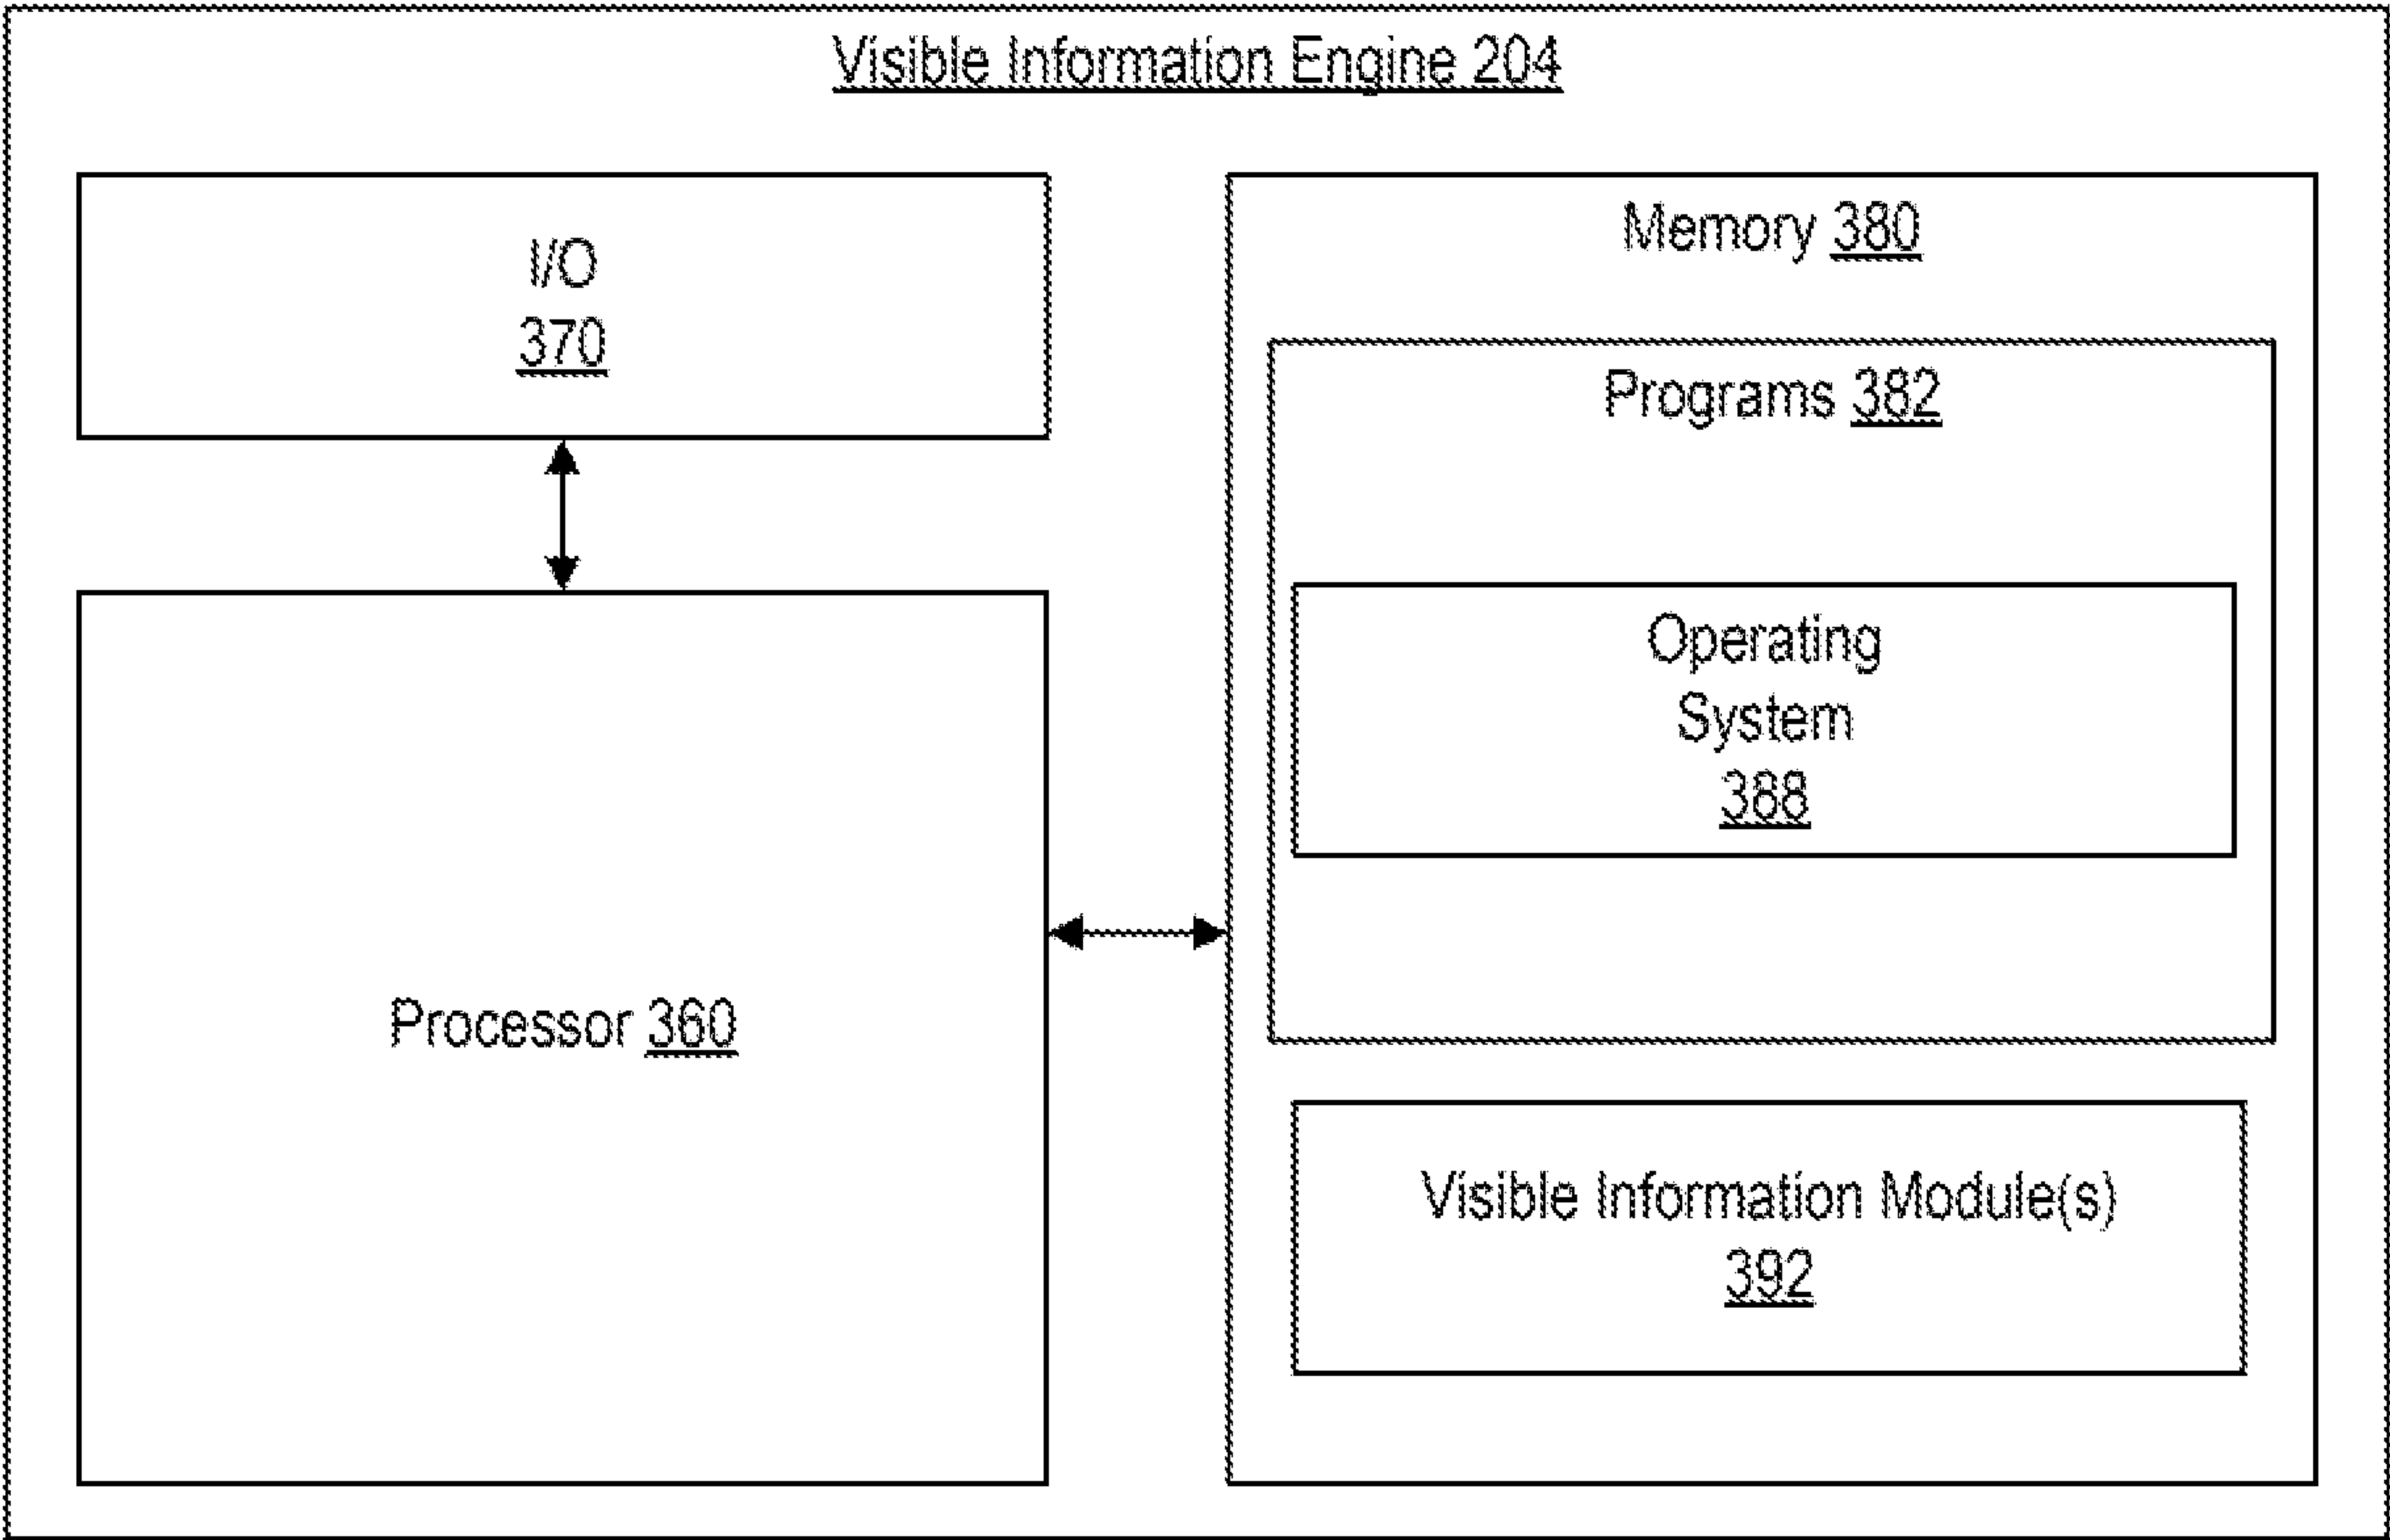 Visible Information Engine 204
I/O
370
Processor 360
Memory 380
Programs 382
Operating
System
388
Visible Information Module(s)
392